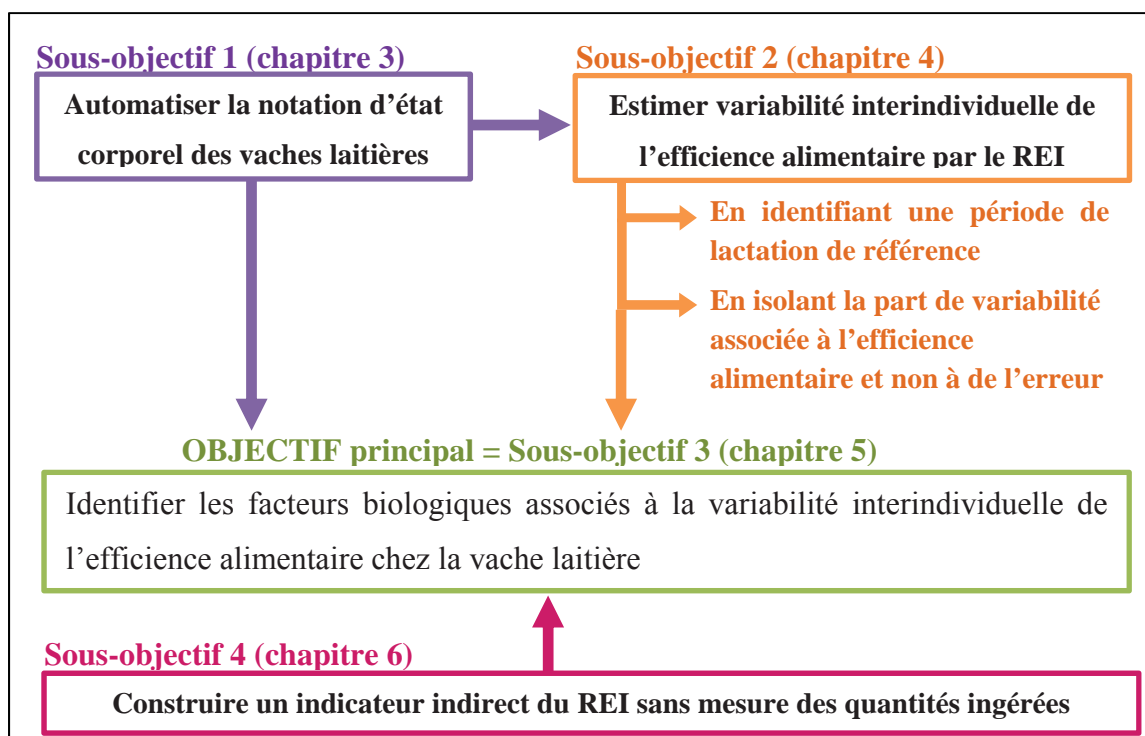 Sous-objectif 1 (chapitre 3)
Automatiser la notation d'état
corporel des vaches laitières
Sous-objectif 2 (chapitre 4)
Estimer variabilité interindividuelle de
l'efficience alimentaire par le REI
En identifiant une période de
lactation de référence
En isolant la part de variabilité
associée à l'efficience
alimentaire et non à de l'erreur
OBJECTIF principal = Sous-objectif 3 (chapitre 5)
Identifier les facteurs biologiques associés à la variabilité interindividuelle de
l'efficience alimentaire chez la vache laitière
Sous-objectif 4 (chapitre 6)
Construire un indicateur indirect du REI sans mesure des quantités ingérées